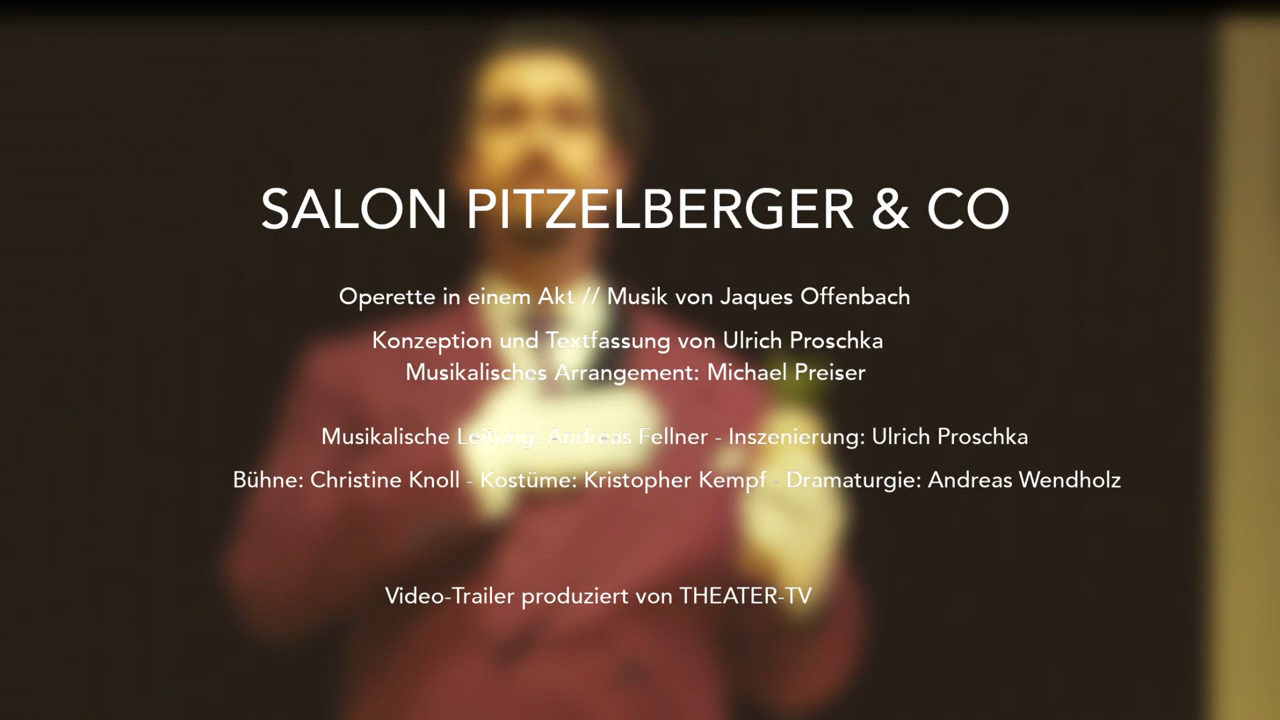 SALON PITZELBERGER & CO
Operette in einem Akt // Musik von Jaques Offenbach
Konzeption und Textfassung von Ulrich Proschka
Musikalisches Arrangement: Michael Preiser
Musikalische Leitung: Andreas Fellner - Inszenierung: Ulrich Proschka
Bühne: Christine Knoll - Kostüme: Kristopher Kempf - Dramaturgie: Andreas Wendholz
Video-Trailer produziert von THEATER-TV